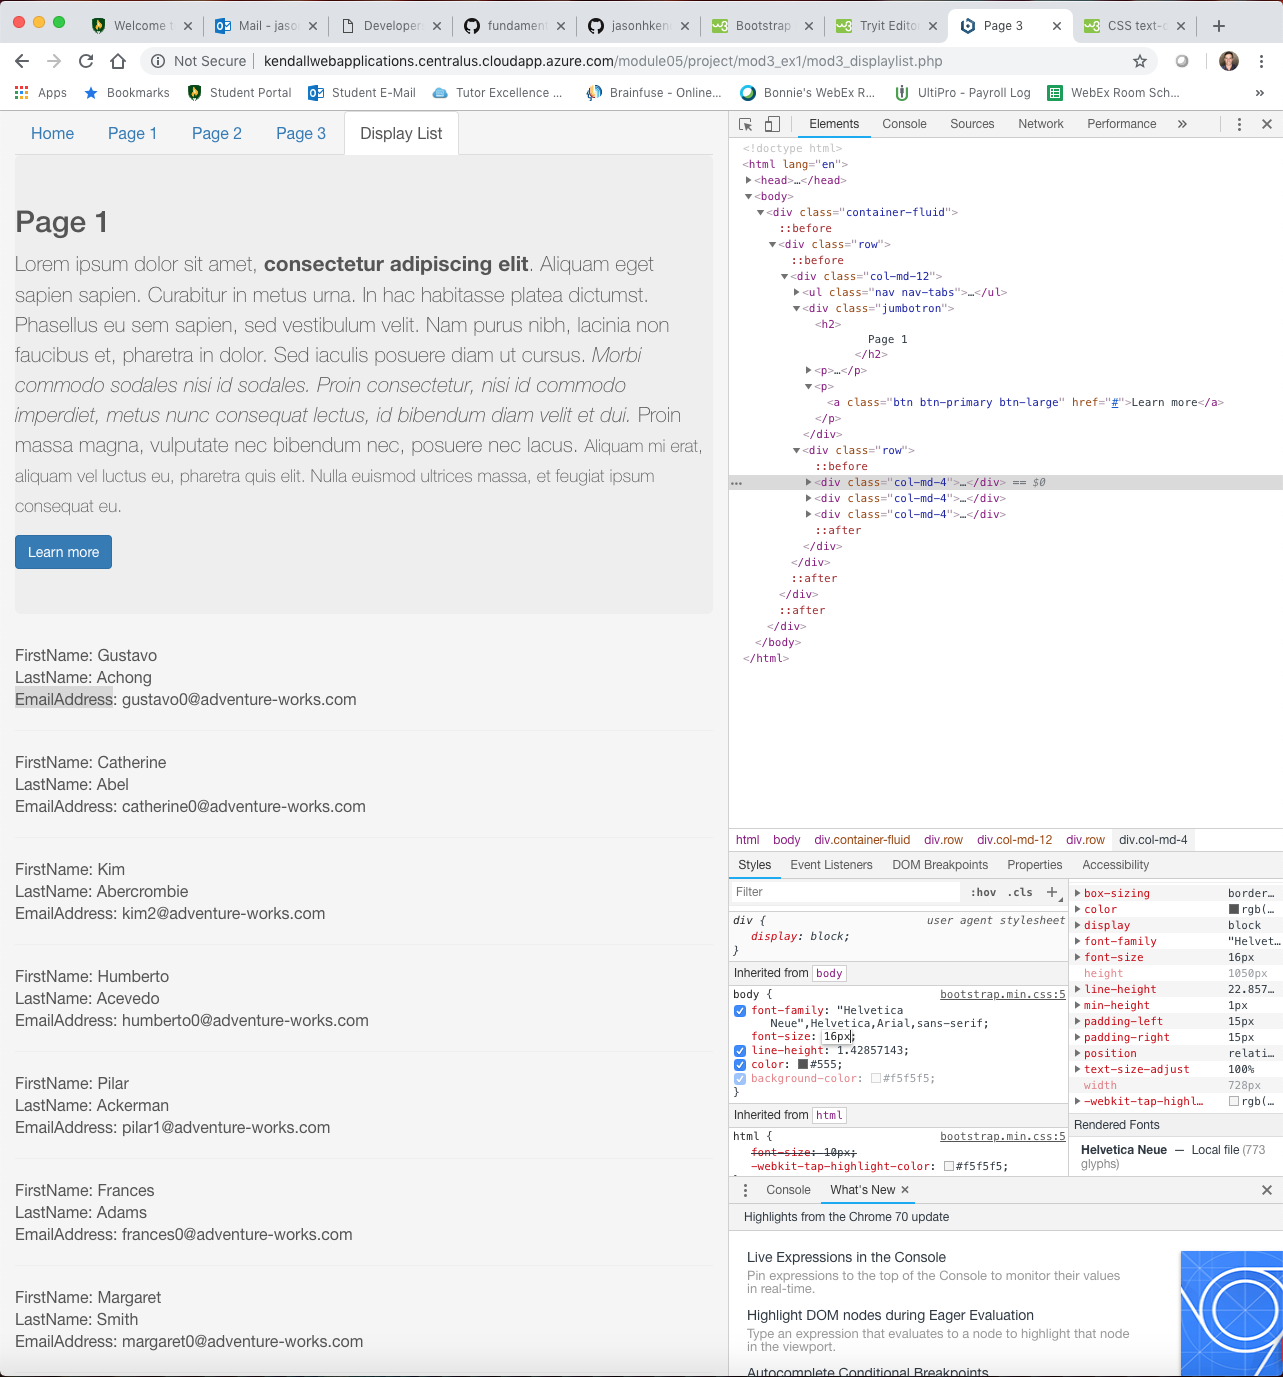 Welcome t
Mail - jaso
Developer
fundamen
jasonhken
Bootstrap
Tryit Editor
Page 3
CSS text-c
Not Secure | kendallwebapplications.centralus.cloudapp.azure.com/module05/project/mod3_ex1/mod3_displaylist.php
Apps Bookmarks Student Portal Student E-Mail Tutor Excellence ... Brainfuse - Online... Bonnie's WebEx R... UltiPro - Payroll Log WebEx Room Sch... »
Home Page 1 Page 2 Page 3 Display List
Page 1
Lorem ipsum dolor sit amet, consectetur adipiscing elit. Aliquam eget
sapien sapien. Curabitur in metus urna. In hac habitasse platea dictumst.
Phasellus eu sem sapien, sed vestibulum velit. Nam purus nibh, lacinia non
faucibus et, pharetra in dolor. Sed iaculis posuere diam ut cursus. Morbi
commodo sodales nisi id sodales. Proin consectetur, nisi id commodo
imperdiet, metus nunc consequat lectus, id bibendum diam velit et dui. Proin
massa magna, vulputate nec bibendum nec, posuere nec lacus. Aliquam mi erat,
aliquam vel luctus eu, pharetra quis elit. Nulla euismod ultrices massa, et feugiat ipsum
consequat eu.
Learn more
FirstName: Gustavo
LastName: Achong
EmailAddress: gustavo0@adventure-works.com
FirstName: Catherine
LastName: Abel
EmailAddress: catherine0@adventure-works.com
FirstName: Kim
LastName: Abercrombie
EmailAddress: kim2@adventure-works.com
FirstName: Humberto
LastName: Acevedo
EmailAddress: humberto0@adventure-works.com
FirstName: Pilar
LastName: Ackerman
EmailAddress: pilar1@adventure-works.com
FirstName: Frances
LastName: Adams
EmailAddress: frances0@adventure-works.com
FirstName: Margaret
LastName: Smith
EmailAddress: margaret0@adventure-works.com
Elements Console Sources Network Performance »
<!doctype html>
<html lang="en">
<head>…</head>
<body>
<div class="container-fluid">
::before
<div class="row">
::before
<div class="col-md-12">
<ul class="nav nav-tabs">…</ul>
<div class="jumbotron">
<h2>
Page 1
</h2>
<p>…</p>
<p>
<a class="btn btn-primary btn-large" href="#">Learn more</a>
</p>
</div>
<div class="row">
::before
<div class="col-md-4">…</div> == $0
<div class="col-md-4">…</div>
<div class="col-md-4">…</div>
::after
</div>
</div>
::after
</div>
::after
</div>
</body>
</html>
html body div.container-fluid div.row div.col-md-12 div.row div.col-md-4
Styles Event Listeners DOM Breakpoints Properties Accessibility
Filter :hov .cls +
div { user agent stylesheet
display: block;
}
Inherited from body
body { bootstrap.min.css:5
font-family: "Helvetica
Neue",Helvetica,Arial,sans-serif;
font-size: 16px;
line-height: 1.42857143;
color: #555;
background-color: #f5f5f5;
}
Inherited from html
html { bootstrap.min.css:5
font-size: 10px;
-webkit-tap-highlight-color: #f5f5f5;
box-sizing border…
color rgb(…
display block
font-family "Helvet…
font-size 16px
height 1050px
line-height 22.857…
min-height 1px
padding-left 15px
padding-right 15px
position relati…
text-size-adjust 100%
width 728px
-webkit-tap-highl… rgb(…
Rendered Fonts
Helvetica Neue — Local file (773
glyphs)
Console What's New ×
Highlights from the Chrome 70 update
Live Expressions in the Console
Pin expressions to the top of the Console to monitor their values
in real-time.
Highlight DOM nodes during Eager Evaluation
Type an expression that evaluates to a node to highlight that node
in the viewport.
Autocomplete Conditional Breakpoints